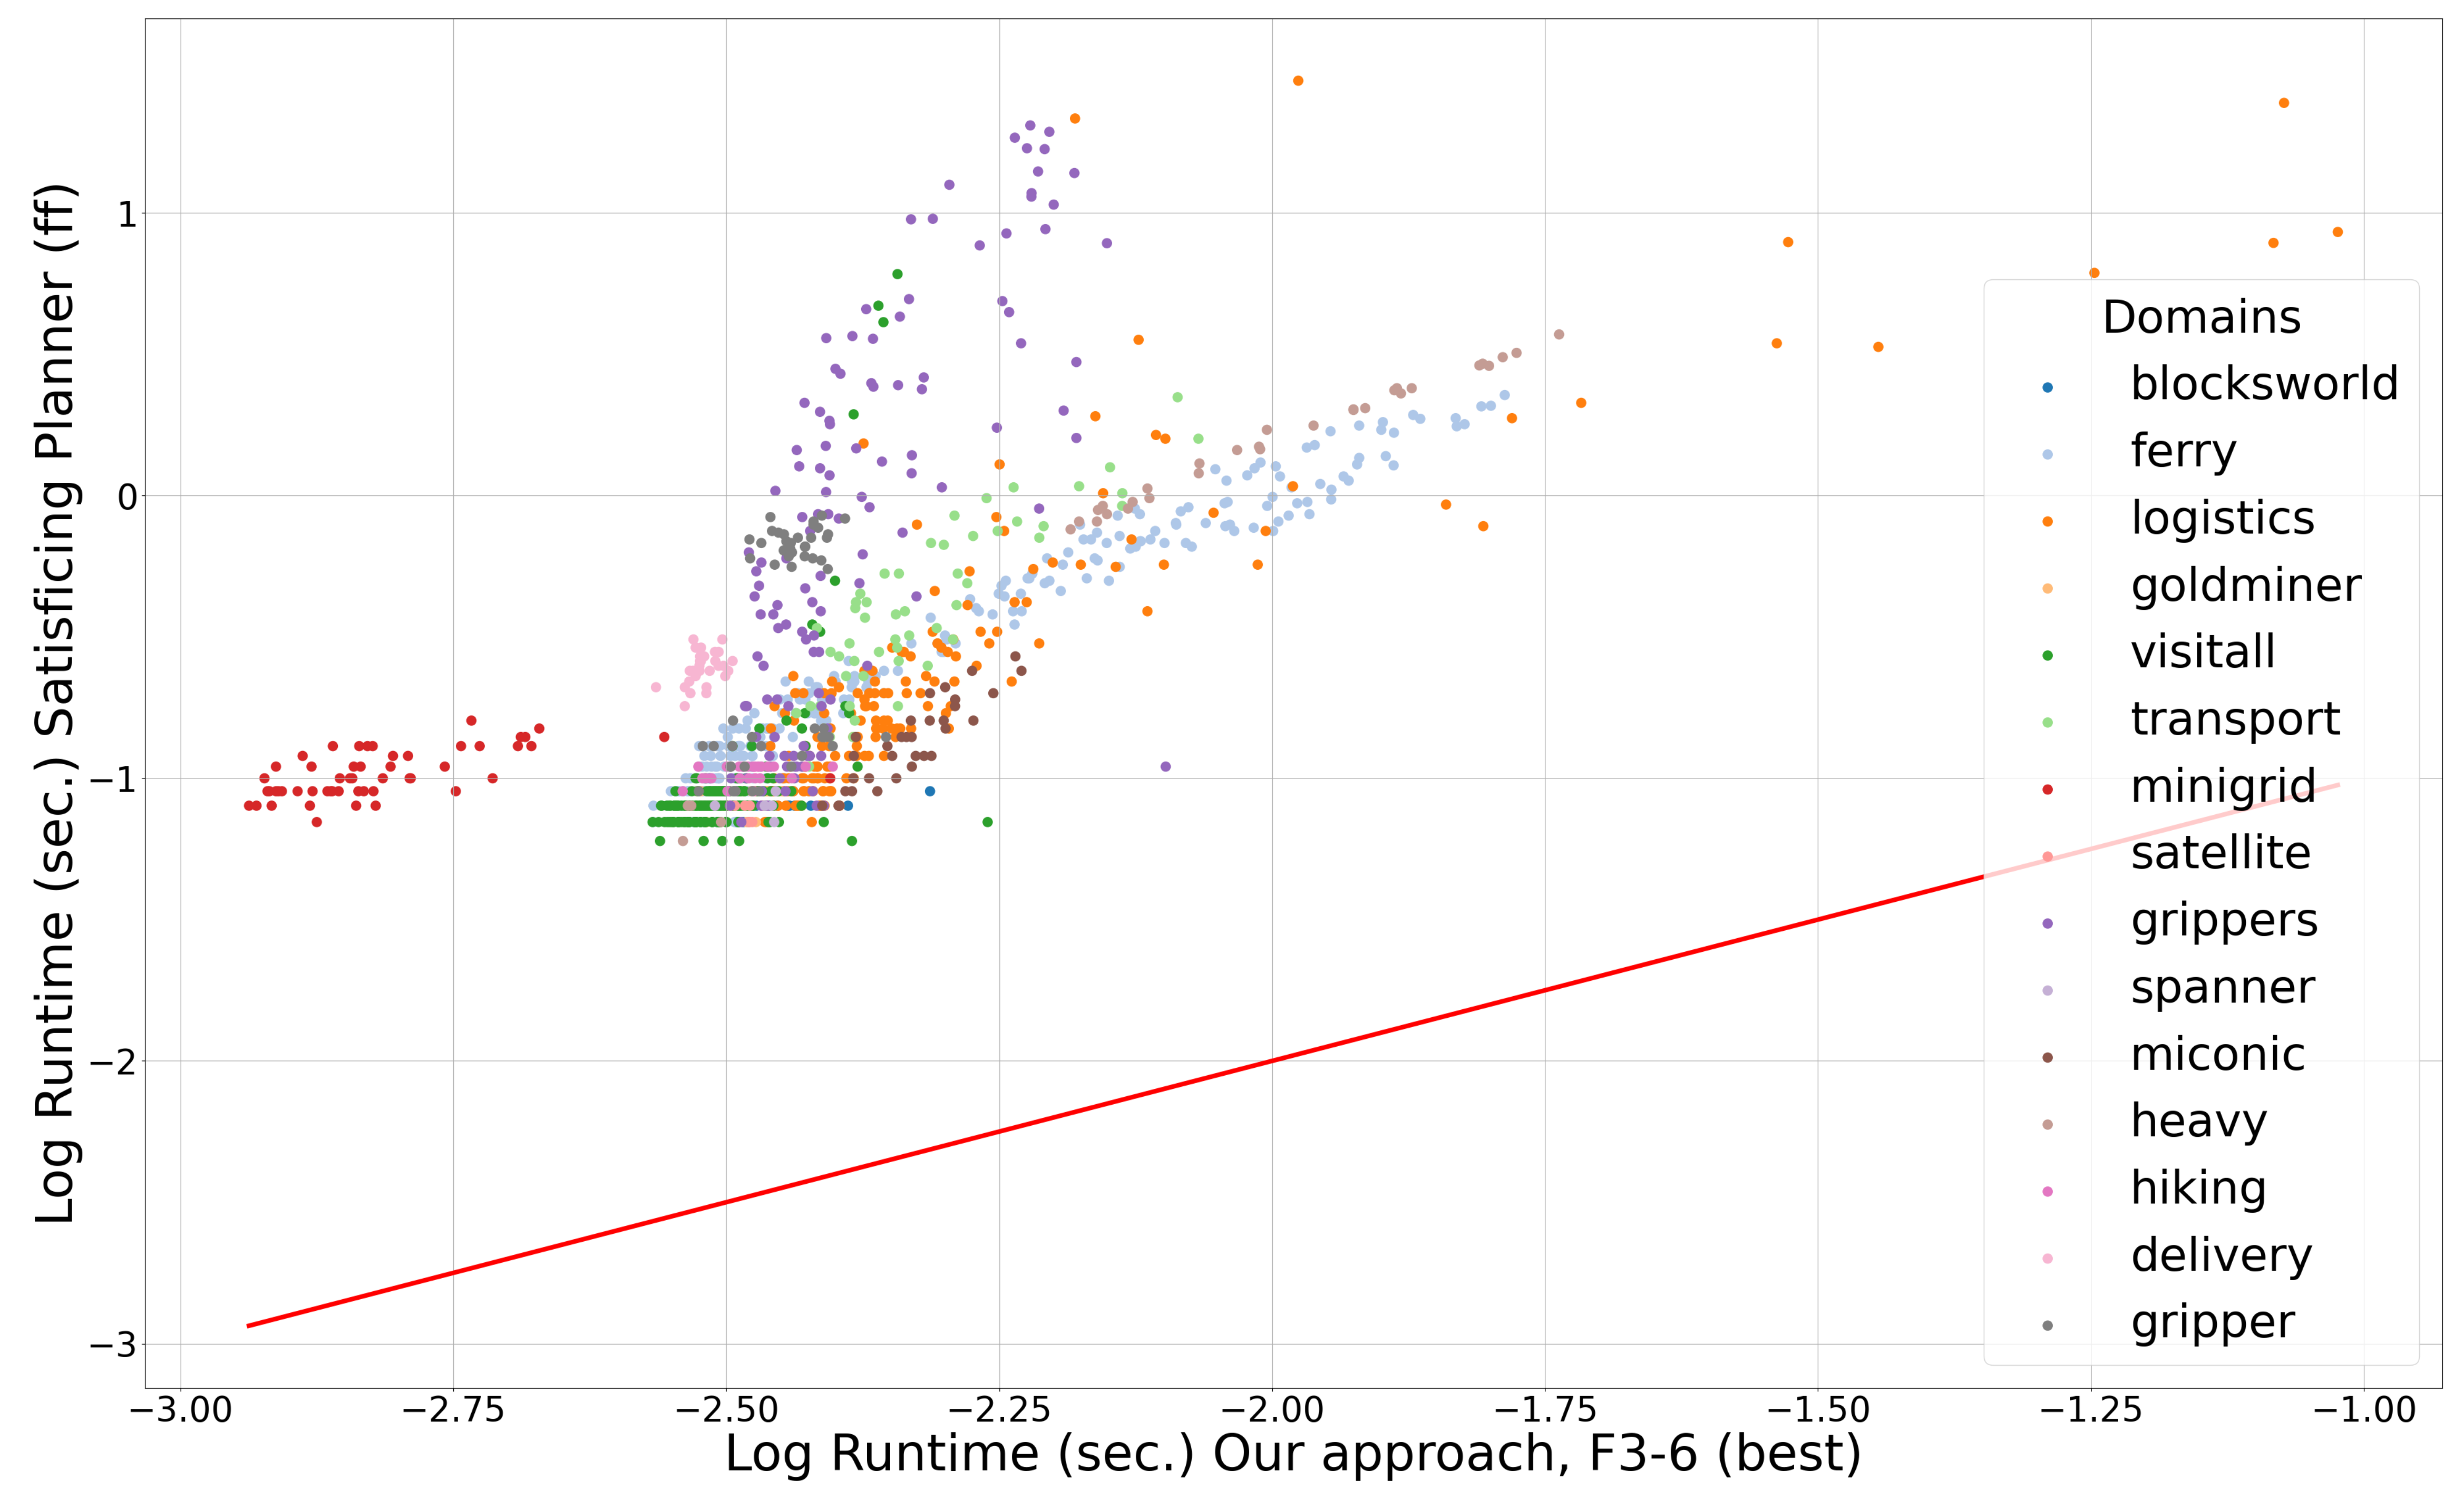 Log Runtime (sec.) Satisficing Planner (ff)
1
0
−1
−2
−3
Domains
blocksworld
ferry
logistics
goldminer
visitall
transport
minigrid
satellite
grippers
spanner
miconic
heavy
hiking
delivery
gripper
−3.00 −2.75 −2.50 −2.25 −2.00 −1.75 −1.50 −1.25 −1.00
Log Runtime (sec.) Our approach, F3-6 (best)